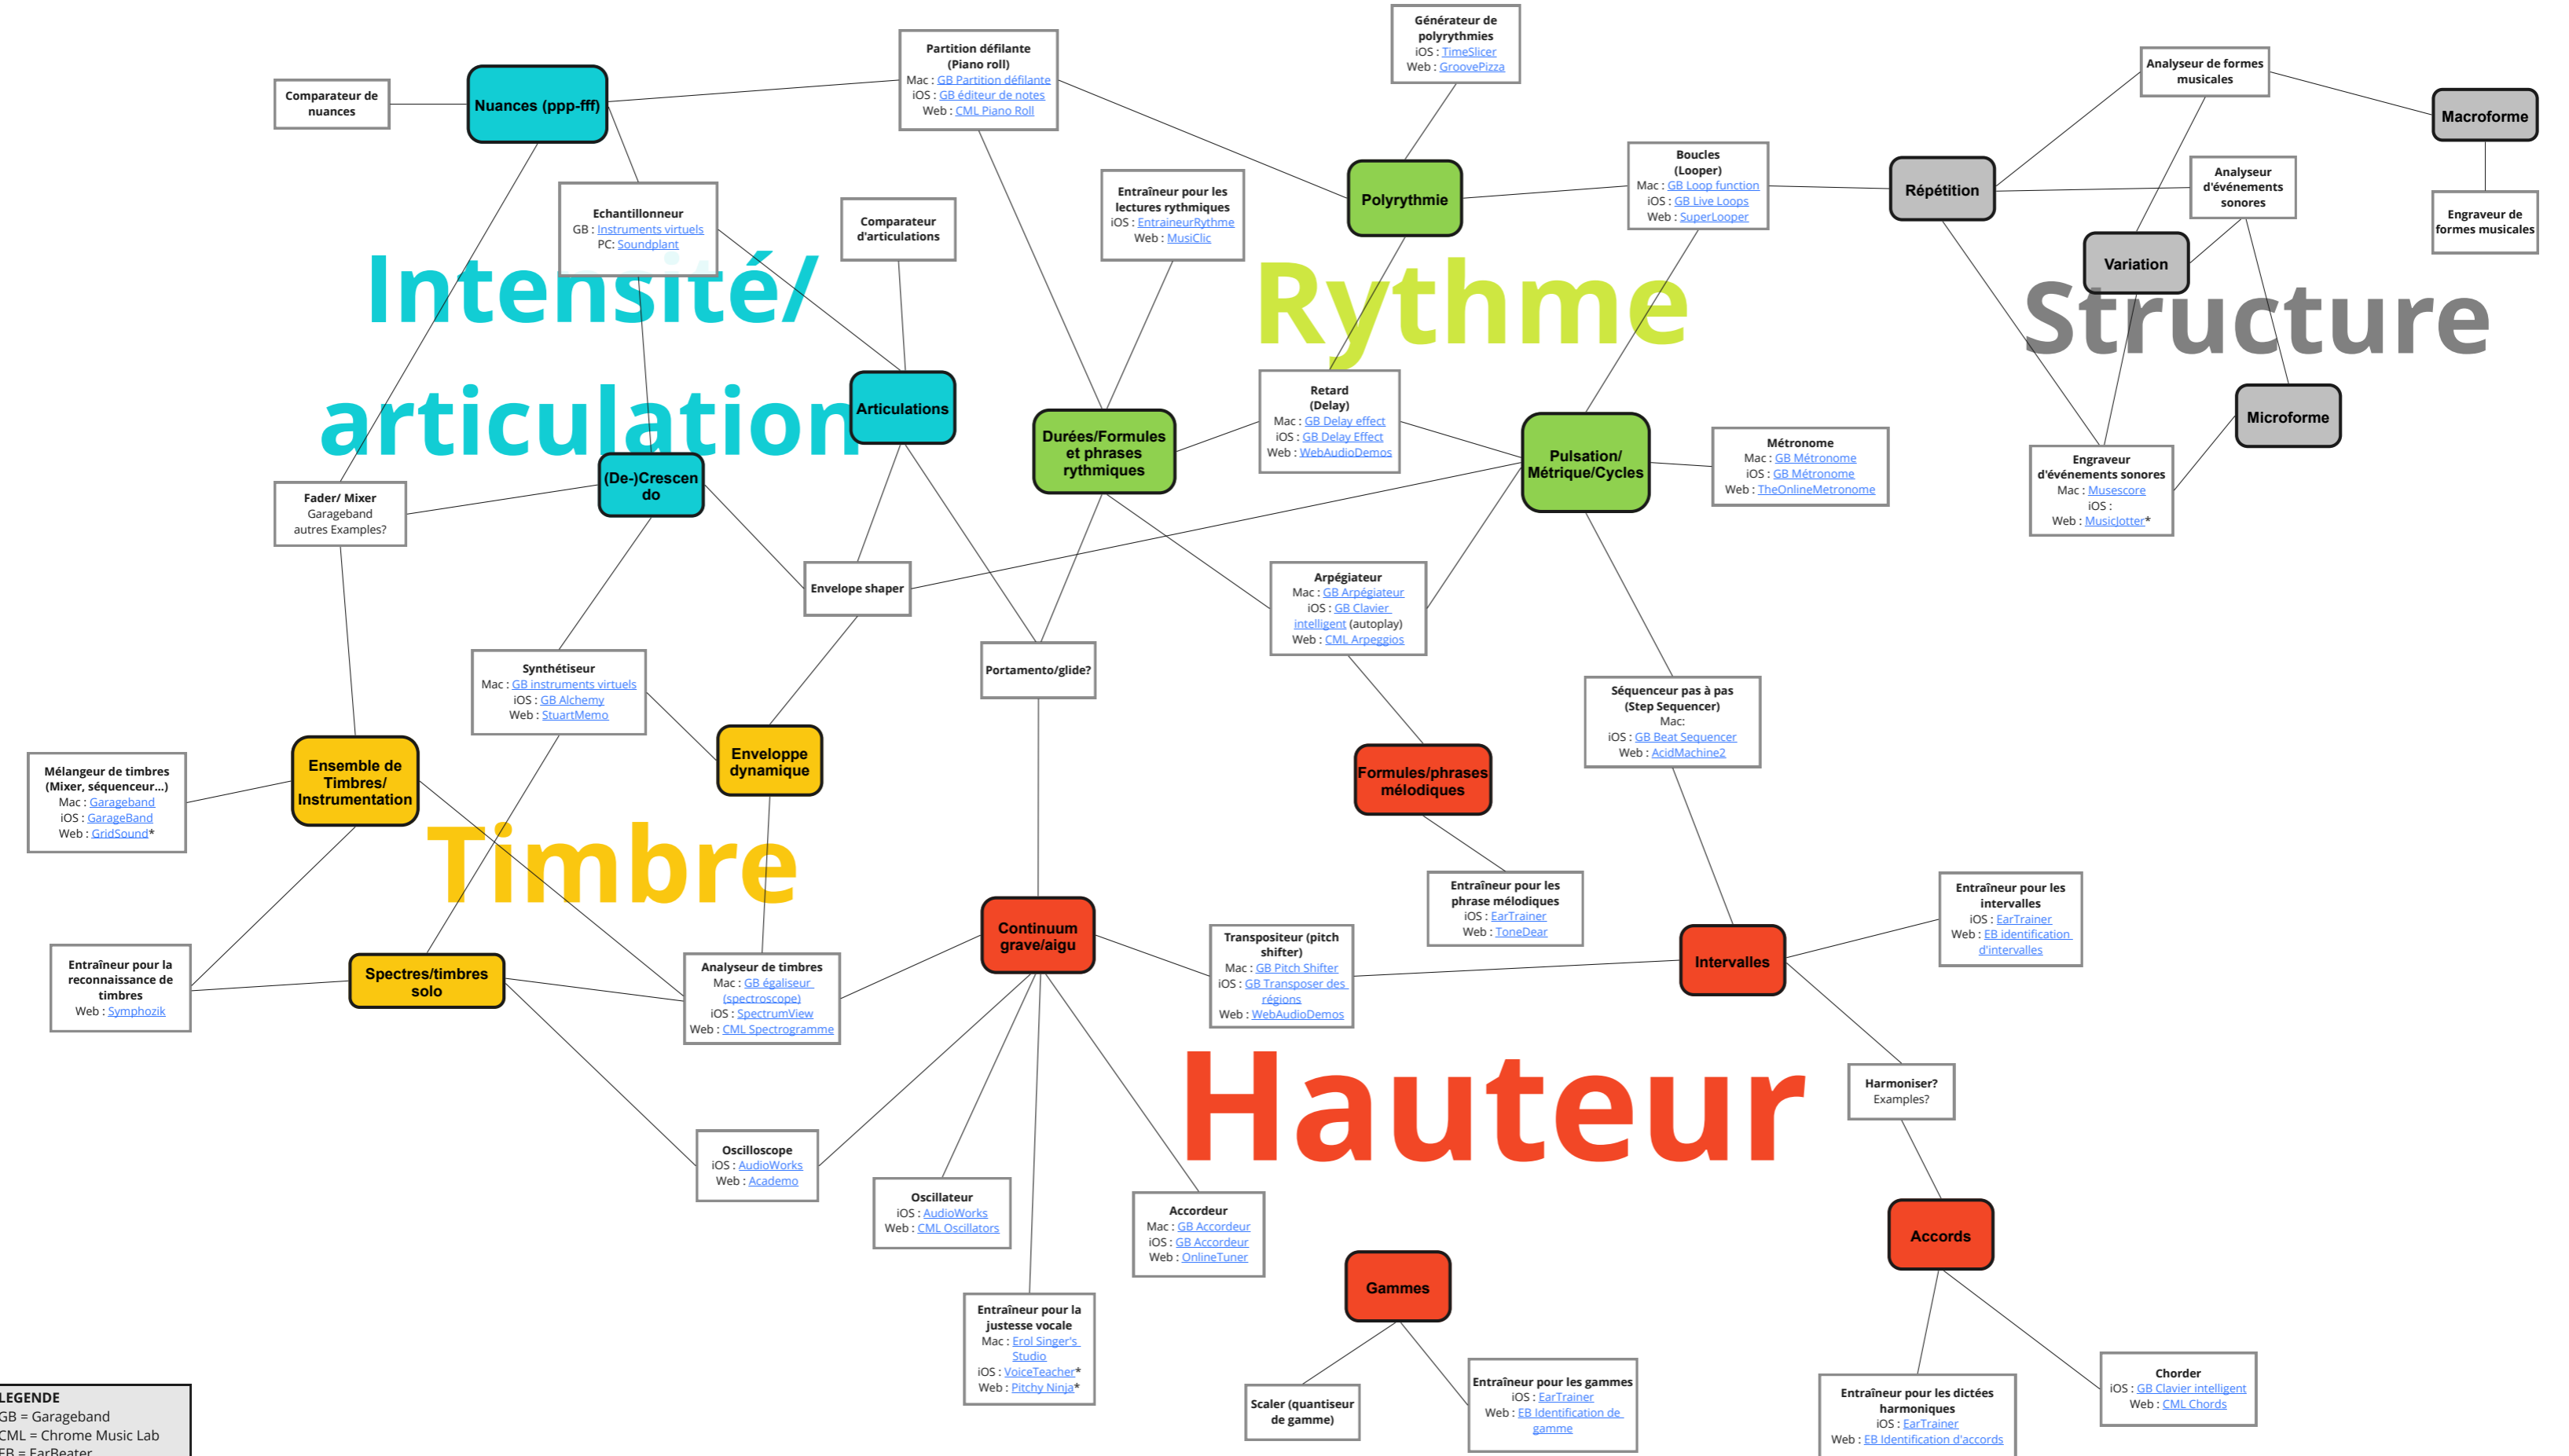 Comparateur de
nuances
Nuances (ppp-fff)
Partition défilante
(Piano roll)
Mac : GB Partition défilante
iOS : GB éditeur de notes
Web : CML Piano Roll
Générateur de
polyrythmies
iOS : TimeSlicer
Web : GroovePizza
Analyseur de formes
musicales
Macroforme
Echantillonneur
GB : Instruments virtuels
PC: Soundplant
Comparateur
d'articulations
Entraîneur pour les
lectures rythmiques
iOS : EntraineurRythme
Web : MusiClic
Polyrythmie
Boucles
(Looper)
Mac : GB Loop function
iOS : GB Live Loops
Web : SuperLooper
Répétition
Analyseur
d'événements
sonores
Engraveur de
formes musicales
Variation
Intensité/
articulation
Rythme
Structure
Articulations
Durées/Formules
et phrases
rythmiques
Retard
(Delay)
Mac : GB Delay effect
iOS : GB Delay Effect
Web : WebAudioDemos
Pulsation/
Métrique/Cycles
Métronome
Mac : GB Métronome
iOS : GB Métronome
Web : TheOnlineMetronome
Microforme
Engraveur
d'événements sonores
Mac : Musescore
iOS :
Web : MusicJotter*
Fader/ Mixer
Garageband
autres Examples?
(De-)Crescen
do
Envelope shaper
Arpégiateur
Mac : GB Arpégiateur
iOS : GB Clavier
intelligent (autoplay)
Web : CML Arpeggios
Synthétiseur
Mac : GB instruments virtuels
iOS : GB Alchemy
Web : StuartMemo
Portamento/glide?
Séquenceur pas à pas
(Step Sequencer)
Mac:
iOS : GB Beat Sequencer
Web : AcidMachine2
Mélangeur de timbres
(Mixer, séquenceur...)
Mac : Garageband
iOS : GarageBand
Web : GridSound*
Ensemble de
Timbres/
Instrumentation
Enveloppe
dynamique
Formules/phrases
mélodiques
Timbre
Entraîneur pour les
phrase mélodiques
iOS : EarTrainer
Web : ToneDear
Entraîneur pour les
intervalles
iOS : EarTrainer
Web : EB identification
d'intervalles
Entraîneur pour la
reconnaissance de
timbres
Web : Symphozik
Spectres/timbres
solo
Analyseur de timbres
Mac : GB égaliseur
(spectroscope)
iOS : SpectrumView
Web : CML Spectrogramme
Continuum
grave/aigu
Transpositeur (pitch
shifter)
Mac : GB Pitch Shifter
iOS : GB Transposer des
régions
Web : WebAudioDemos
Intervalles
Hauteur
Harmoniser?
Examples?
Oscilloscope
iOS : AudioWorks
Web : Academo
Oscillateur
iOS : AudioWorks
Web : CML Oscillators
Accordeur
Mac : GB Accordeur
iOS : GB Accordeur
Web : OnlineTuner
Accords
Gammes
Entraîneur pour la
justesse vocale
Mac : Erol Singer's
Studio
iOS : VoiceTeacher*
Web : Pitchy Ninja*
Scaler (quantiseur
de gamme)
Entraîneur pour les gammes
iOS : EarTrainer
Web : EB Identification de
gamme
Entraîneur pour les dictées
harmoniques
iOS : EarTrainer
Web : EB Identification d'accords
Chorder
iOS : GB Clavier intelligent
Web : CML Chords
LEGENDE
GB = Garageband
CML = Chrome Music Lab
EB = EarBeater